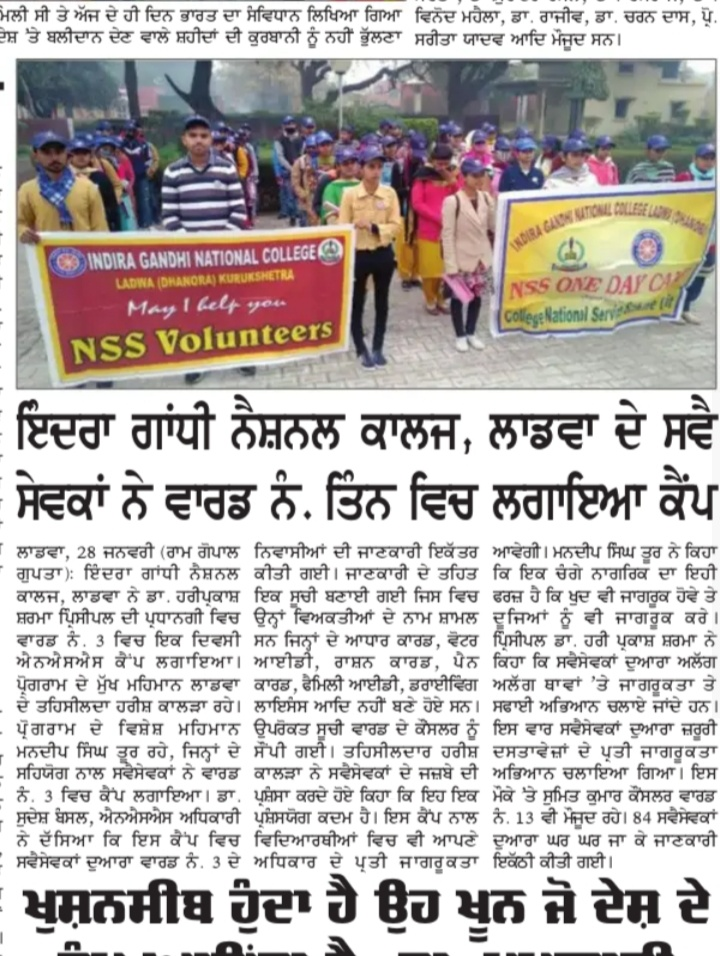 ਮਿਲੀ ਸੀ ਤੇ ਅੱਜ ਦੇ ਹੀ ਦਿਨ ਭਾਰਤ ਦਾ ਸੰਵਿਧਾਨ ਲਿਖਿਆ ਗਿਆ
ਦੇਸ਼ 'ਤੇ ਬਲੀਦਾਨ ਦੇਣ ਵਾਲੇ ਸ਼ਹੀਦਾਂ ਦੀ ਕੁਰਬਾਨੀ ਨੂੰ ਨਹੀਂ ਭੁੱਲਣਾ
ਵਿਨੋਦ ਮਹੈਲਾ, ਡਾ. ਰਾਜੀਵ, ਡਾ. ਚਰਨ ਦਾਸ, ਪ੍ਰੋ.
ਸਰੀਤਾ ਯਾਦਵ ਆਦਿ ਮੌਜੂਦ ਸਨ।
INDIRA GANDHI NATIONAL COLLEGE
LADWA (DHANORA) KURUKSHETRA
May I help you
NSS Volunteers
INDIRA GANDHI NATIONAL COLLEGE LADWA (DHANORA)
NSS ONE DAY CA
College National Service Scheme Unit
ਇੰਦਰਾ ਗਾਂਧੀ ਨੈਸ਼ਨਲ ਕਾਲਜ, ਲਾਡਵਾ ਦੇ ਸਵੈ
ਸੇਵਕਾਂ ਨੇ ਵਾਰਡ ਨੰ. ਤਿੰਨ ਵਿਚ ਲਗਾਇਆ ਕੈਂਪ
ਲਾਡਵਾ, 28 ਜਨਵਰੀ (ਰਾਮ ਗੋਪਾਲ
ਗੁਪਤਾ): ਇੰਦਰਾ ਗਾਂਧੀ ਨੈਸ਼ਨਲ
ਕਾਲਜ, ਲਾਡਵਾ ਨੇ ਡਾ. ਹਰੀਪ੍ਰਕਾਸ਼
ਸ਼ਰਮਾ ਪ੍ਰਿੰਸੀਪਲ ਦੀ ਪ੍ਰਧਾਨਗੀ ਵਿਚ
ਵਾਰਡ ਨੰ. 3 ਵਿਚ ਇਕ ਦਿਵਸੀ
ਐਨਐਸਐਸ ਕੈਂਪ ਲਗਾਇਆ।
ਪ੍ਰੋਗਰਾਮ ਦੇ ਮੁੱਖ ਮਹਿਮਾਨ ਲਾਡਵਾ
ਦੇ ਤਹਿਸੀਲਦਾ ਹਰੀਸ਼ ਕਾਲੜਾ ਰਹੇ।
ਪ੍ਰੋਗਰਾਮ ਦੇ ਵਿਸ਼ੇਸ਼ ਮਹਿਮਾਨ
ਮਨਦੀਪ ਸਿੰਘ ਤੂਰ ਰਹੇ, ਜਿਨ੍ਹਾਂ ਦੇ
ਸਹਿਯੋਗ ਨਾਲ ਸਵੈਸੇਵਕਾਂ ਨੇ ਵਾਰਡ
ਨੰ. 3 ਵਿਚ ਕੈਂਪ ਲਗਾਇਆ। ਡਾ.
ਸੁਦੇਸ਼ ਬੰਸਲ, ਐਨਐਸਐਸ ਅਧਿਕਾਰੀ
ਨੇ ਦੱਸਿਆ ਕਿ ਇਸ ਕੈਂਪ ਵਿਚ
ਸਵੈਸੇਵਕਾਂ ਦੁਆਰਾ ਵਾਰਡ ਨੰ. 3 ਦੇ
ਨਿਵਾਸੀਆਂ ਦੀ ਜਾਣਕਾਰੀ ਇਕੱਤਰ
ਕੀਤੀ ਗਈ। ਜਾਣਕਾਰੀ ਦੇ ਤਹਿਤ
ਇਕ ਸੂਚੀ ਬਣਾਈ ਗਈ ਜਿਸ ਵਿਚ
ਉਨ੍ਹਾਂ ਵਿਅਕਤੀਆਂ ਦੇ ਨਾਮ ਸ਼ਾਮਲ
ਸਨ ਜਿਨ੍ਹਾਂ ਦੇ ਆਧਾਰ ਕਾਰਡ, ਵੋਟਰ
ਆਈਡੀ, ਰਾਸ਼ਨ ਕਾਰਡ, ਪੈਨ
ਕਾਰਡ, ਫੈਮਿਲੀ ਆਈਡੀ, ਡਰਾਈਵਿੰਗ
ਲਾਇਸੰਸ ਆਦਿ ਨਹੀਂ ਬਣੇ ਹੋਏ ਸਨ।
ਉਪਰੋਕਤ ਸੂਚੀ ਵਾਰਡ ਦੇ ਕੌਂਸਲਰ ਨੂੰ
ਸੌਂਪੀ ਗਈ। ਤਹਿਸੀਲਦਾਰ ਹਰੀਸ਼
ਕਾਲੜਾ ਨੇ ਸਵੈਸੇਵਕਾਂ ਦੇ ਜਜ਼ਬੇ ਦੀ
ਪ੍ਰਸ਼ੰਸਾ ਕਰਦੇ ਹੋਏ ਕਿਹਾ ਕਿ ਇਹ ਇਕ
ਪ੍ਰਸ਼ਿੰਸਯੋਗ ਕਦਮ ਹੈ। ਇਸ ਕੈਂਪ ਨਾਲ
ਵਿਦਿਆਰਥੀਆਂ ਵਿਚ ਵੀ ਆਪਣੇ
ਅਧਿਕਾਰ ਦੇ ਪ੍ਰਤੀ ਜਾਗਰੂਕਤਾ
ਆਵੇਗੀ। ਮਨਦੀਪ ਸਿੰਘ ਤੂਰ ਨੇ ਕਿਹਾ
ਕਿ ਇਕ ਚੰਗੇ ਨਾਗਰਿਕ ਦਾ ਇਹੀ
ਫਰਜ਼ ਹੈ ਕਿ ਖੁਦ ਵੀ ਜਾਗਰੂਕ ਹੋਵੇ ਤੇ
ਦੂਜਿਆਂ ਨੂੰ ਵੀ ਜਾਗਰੂਕ ਕਰੇ।
ਪ੍ਰਿੰਸੀਪਲ ਡਾ. ਹਰੀ ਪ੍ਰਕਾਸ਼ ਸ਼ਰਮਾ ਨੇ
ਕਿਹਾ ਕਿ ਸਵੈਸੇਵਕਾਂ ਦੁਆਰਾ ਅਲੱਗ
ਅਲੱਗ ਥਾਵਾਂ 'ਤੇ ਜਾਗਰੂਕਤਾ ਤੇ
ਸਫਾਈ ਅਭਿਆਨ ਚਲਾਏ ਜਾਂਦੇ ਹਨ।
ਇਸ ਵਾਰ ਸਵੈਸੇਵਕਾਂ ਦੁਆਰਾ ਜ਼ਰੂਰੀ
ਦਸਤਾਵੇਜ਼ਾਂ ਦੇ ਪ੍ਰਤੀ ਜਾਗਰੂਕਤਾ
ਅਭਿਆਨ ਚਲਾਇਆ ਗਿਆ। ਇਸ
ਮੌਕੇ 'ਤੇ ਸੁਮਿਤ ਕੁਮਾਰ ਕੌਂਸਲਰ ਵਾਰਡ
ਨੰ. 13 ਵੀ ਮੌਜੂਦ ਰਹੇ। 84 ਸਵੈਸੇਵਕਾਂ
ਦੁਆਰਾ ਘਰ ਘਰ ਜਾ ਕੇ ਜਾਣਕਾਰੀ
ਇਕੱਠੀ ਕੀਤੀ ਗਈ।
ਖੁਸ਼ਨਸੀਬ ਹੁੰਦਾ ਹੈ ਉਹ ਖੂਨ ਜੋ ਦੇਸ਼ ਦੇ